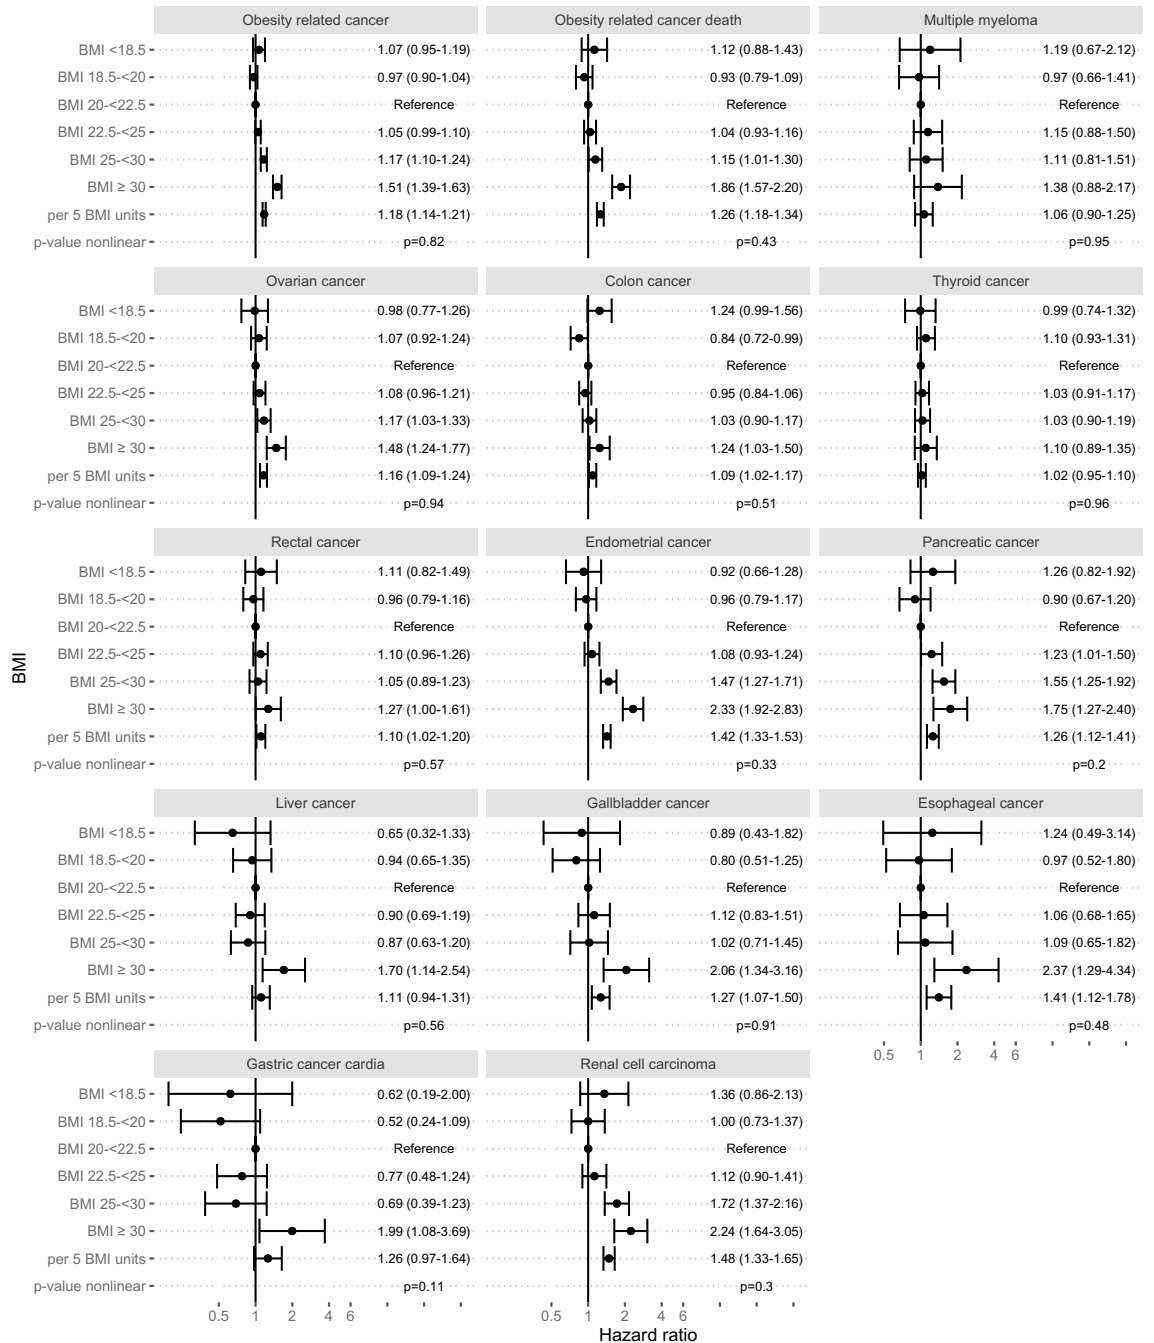 Obesity related cancer Obesity related cancer death Multiple myeloma
BMI <18.5 1.07 (0.95-1.19) 1.12 (0.88-1.43) 1.19 (0.67-2.12)
BMI 18.5-<20 0.97 (0.90-1.04) 0.93 (0.79-1.09) 0.97 (0.66-1.41)
BMI 20-<22.5 Reference Reference Reference
BMI 22.5-<25 1.05 (0.99-1.10) 1.04 (0.93-1.16) 1.15 (0.88-1.50)
BMI 25-<30 1.17 (1.10-1.24) 1.15 (1.01-1.30) 1.11 (0.81-1.51)
BMI ≥ 30 1.51 (1.39-1.63) 1.86 (1.57-2.20) 1.38 (0.88-2.17)
per 5 BMI units 1.18 (1.14-1.21) 1.26 (1.18-1.34) 1.06 (0.90-1.25)
p-value nonlinear p=0.82 p=0.43 p=0.95
Ovarian cancer Colon cancer Thyroid cancer
BMI <18.5 0.98 (0.77-1.26) 1.24 (0.99-1.56) 0.99 (0.74-1.32)
BMI 18.5-<20 1.07 (0.92-1.24) 0.84 (0.72-0.99) 1.10 (0.93-1.31)
BMI 20-<22.5 Reference Reference Reference
BMI 22.5-<25 1.08 (0.96-1.21) 0.95 (0.84-1.06) 1.03 (0.91-1.17)
BMI 25-<30 1.17 (1.03-1.33) 1.03 (0.90-1.17) 1.03 (0.90-1.19)
BMI ≥ 30 1.48 (1.24-1.77) 1.24 (1.03-1.50) 1.10 (0.89-1.35)
per 5 BMI units 1.16 (1.09-1.24) 1.09 (1.02-1.17) 1.02 (0.95-1.10)
p-value nonlinear p=0.94 p=0.51 p=0.96
Rectal cancer Endometrial cancer Pancreatic cancer
BMI <18.5 1.11 (0.82-1.49) 0.92 (0.66-1.28) 1.26 (0.82-1.92)
BMI 18.5-<20 0.96 (0.79-1.16) 0.96 (0.79-1.17) 0.90 (0.67-1.20)
BMI 20-<22.5 Reference Reference Reference
BMI 22.5-<25 1.10 (0.96-1.26) 1.08 (0.93-1.24) 1.23 (1.01-1.50)
BMI 25-<30 1.05 (0.89-1.23) 1.47 (1.27-1.71) 1.55 (1.25-1.92)
BMI ≥ 30 1.27 (1.00-1.61) 2.33 (1.92-2.83) 1.75 (1.27-2.40)
per 5 BMI units 1.10 (1.02-1.20) 1.42 (1.33-1.53) 1.26 (1.12-1.41)
p-value nonlinear p=0.57 p=0.33 p=0.2
BMI
Liver cancer Gallbladder cancer Esophageal cancer
BMI <18.5 0.65 (0.32-1.33) 0.89 (0.43-1.82) 1.24 (0.49-3.14)
BMI 18.5-<20 0.94 (0.65-1.35) 0.80 (0.51-1.25) 0.97 (0.52-1.80)
BMI 20-<22.5 Reference Reference Reference
BMI 22.5-<25 0.90 (0.69-1.19) 1.12 (0.83-1.51) 1.06 (0.68-1.65)
BMI 25-<30 0.87 (0.63-1.20) 1.02 (0.71-1.45) 1.09 (0.65-1.82)
BMI ≥ 30 1.70 (1.14-2.54) 2.06 (1.34-3.16) 2.37 (1.29-4.34)
per 5 BMI units 1.11 (0.94-1.31) 1.27 (1.07-1.50) 1.41 (1.12-1.78)
p-value nonlinear p=0.56 p=0.91 p=0.48
0.5 1 2 4 6
Gastric cancer cardia Renal cell carcinoma
BMI <18.5 0.62 (0.19-2.00) 1.36 (0.86-2.13)
BMI 18.5-<20 0.52 (0.24-1.09) 1.00 (0.73-1.37)
BMI 20-<22.5 Reference Reference
BMI 22.5-<25 0.77 (0.48-1.24) 1.12 (0.90-1.41)
BMI 25-<30 0.69 (0.39-1.23) 1.72 (1.37-2.16)
BMI ≥ 30 1.99 (1.08-3.69) 2.24 (1.64-3.05)
per 5 BMI units 1.26 (0.97-1.64) 1.48 (1.33-1.65)
p-value nonlinear p=0.11 p=0.3
0.5 1 2 4 6 0.5 1 2 4 6
Hazard ratio